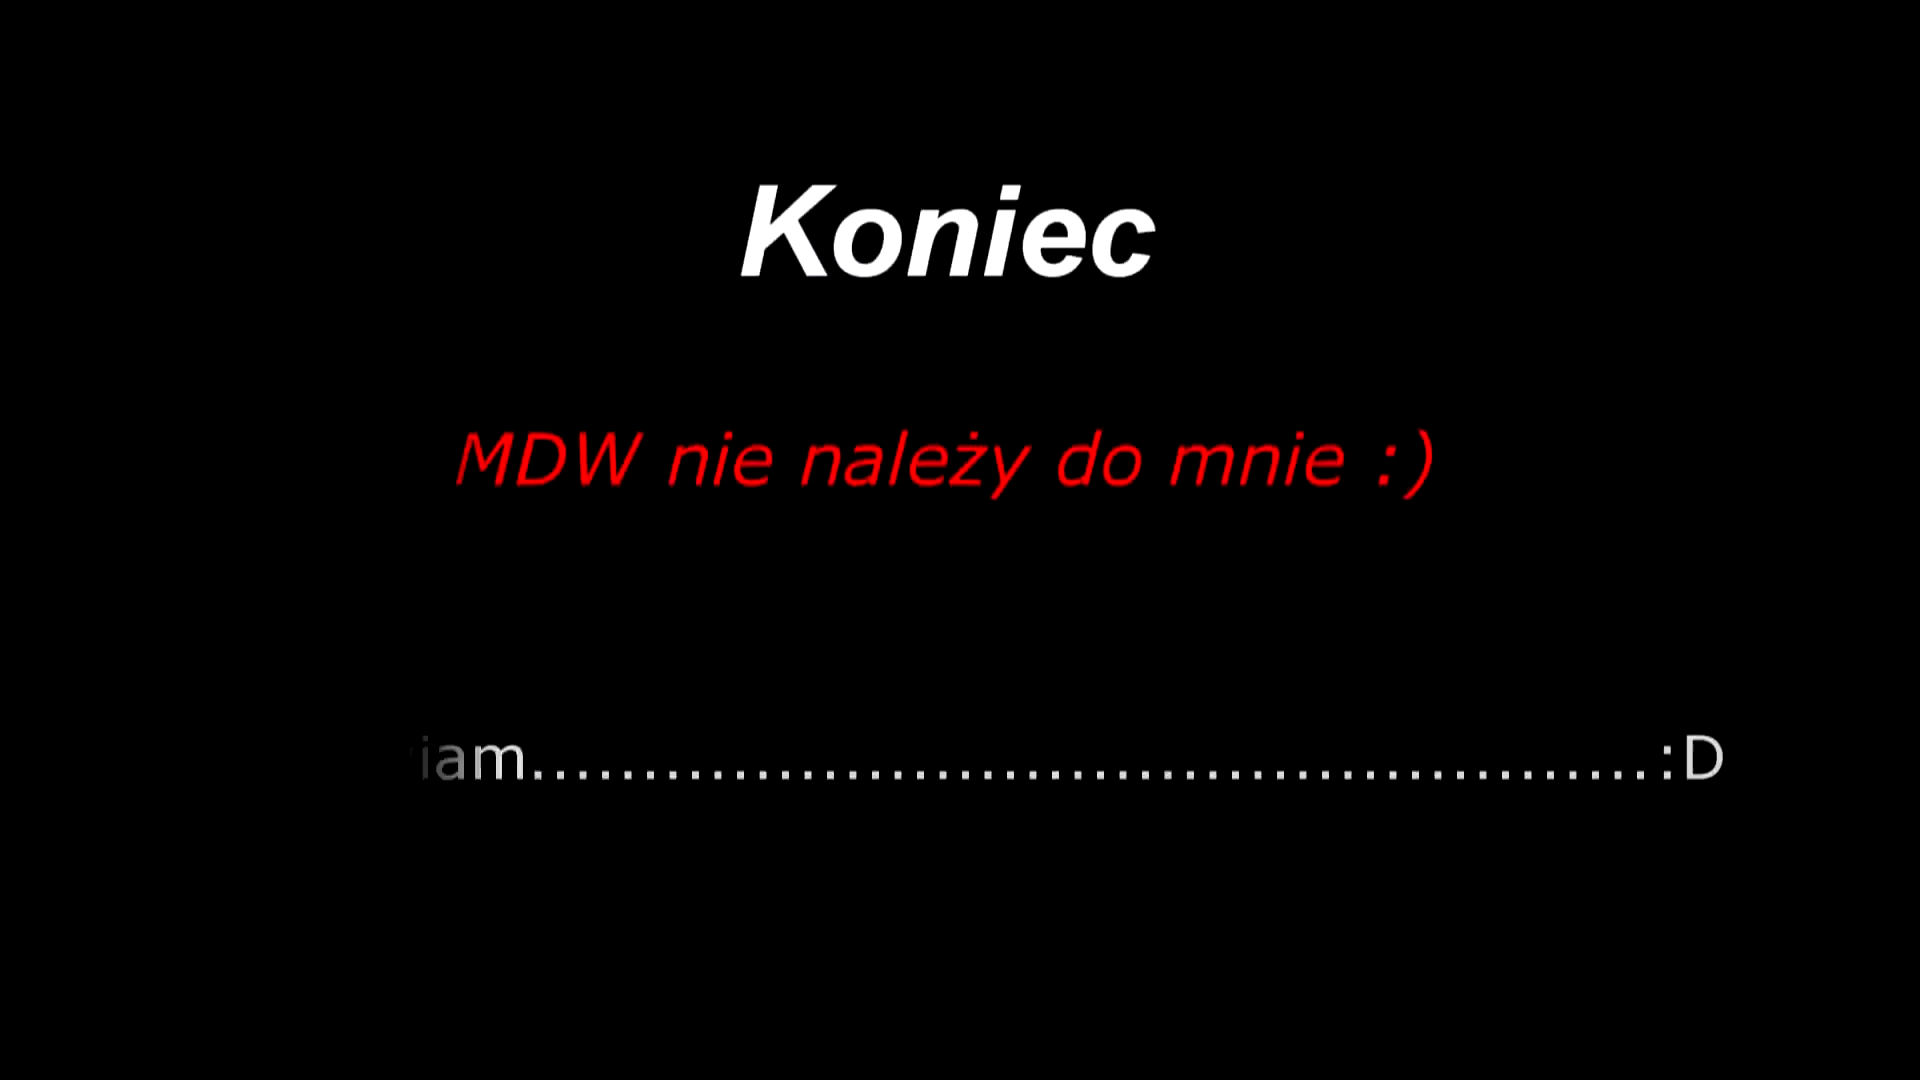 Koniec
MDW nie należy do mnie :)
iam..................................................:D